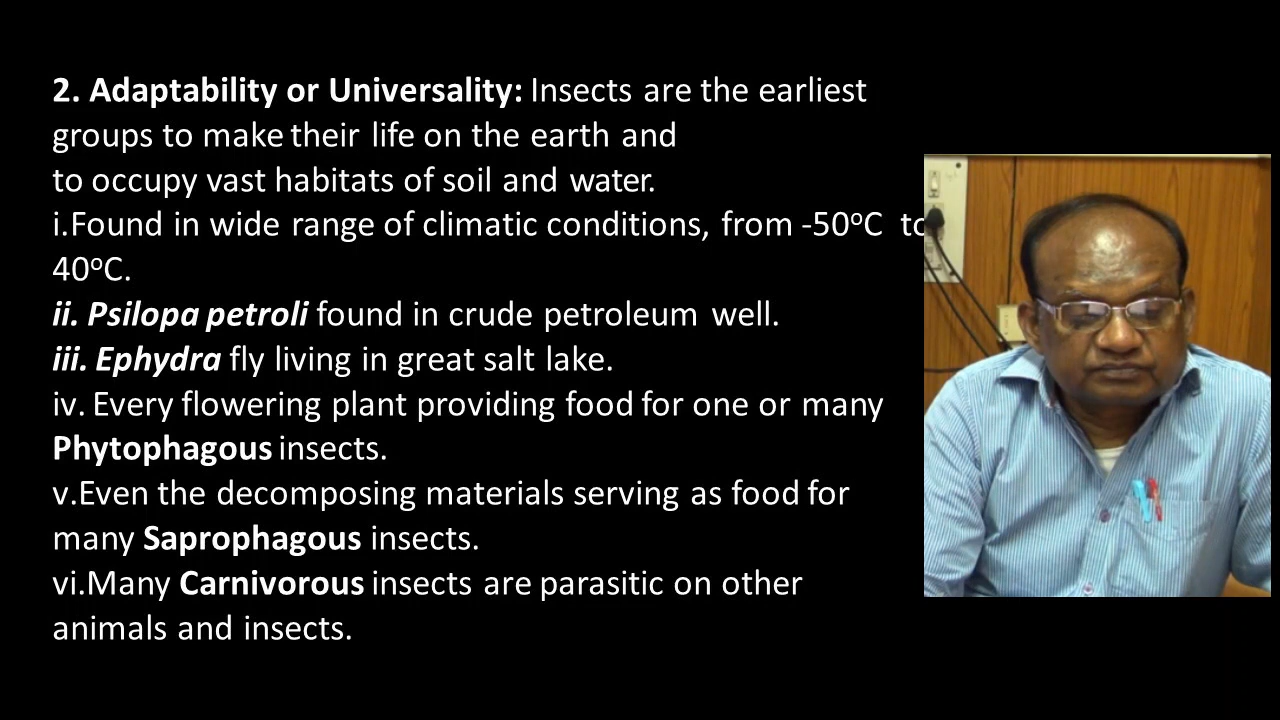 2. Adaptability or Universality: Insects are the earliest
groups to make their life on the earth and
to occupy vast habitats of soil and water.
i.Found in wide range of climatic conditions, from -50ºC to
40ºC.
ii. Psilopa petroli found in crude petroleum well.
iii. Ephydra fly living in great salt lake.
iv. Every flowering plant providing food for one or many
Phytophagous insects.
v.Even the decomposing materials serving as food for
many Saprophagous insects.
vi.Many Carnivorous insects are parasitic on other
animals and insects.